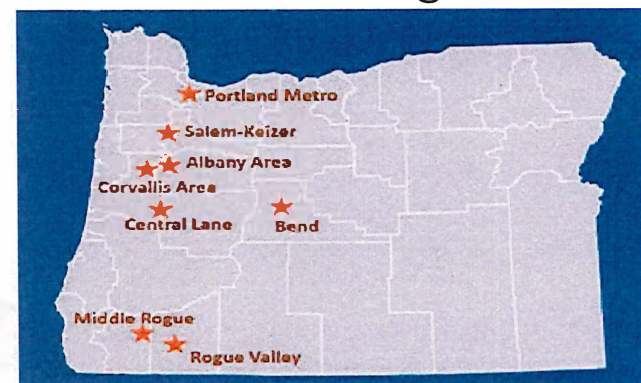 Portland Metro
Salem-Keizer
Albany Area
Corvallis Area
Central Lane
Bend
Middle Rogue
Rogue Valley